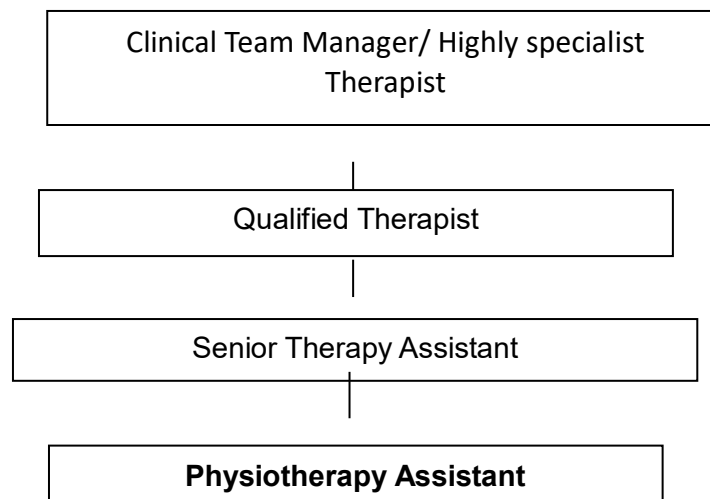 Clinical Team Manager/ Highly specialist
Therapist
Qualified Therapist
Senior Therapy Assistant
Physiotherapy Assistant